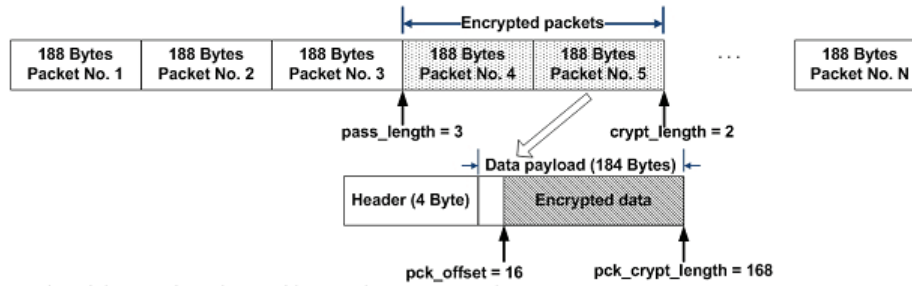 Encrypted packets
188 Bytes
Packet No. 1
188 Bytes
Packet No. 2
188 Bytes
Packet No. 3
188 Bytes
Packet No. 4
188 Bytes
Packet No. 5
...
188 Bytes
Packet No. N
pass_length = 3
crypt_length = 2
Data payload (184 Bytes)
Header (4 Byte)
Encrypted data
pck_offset = 16
pck_crypt_length = 168